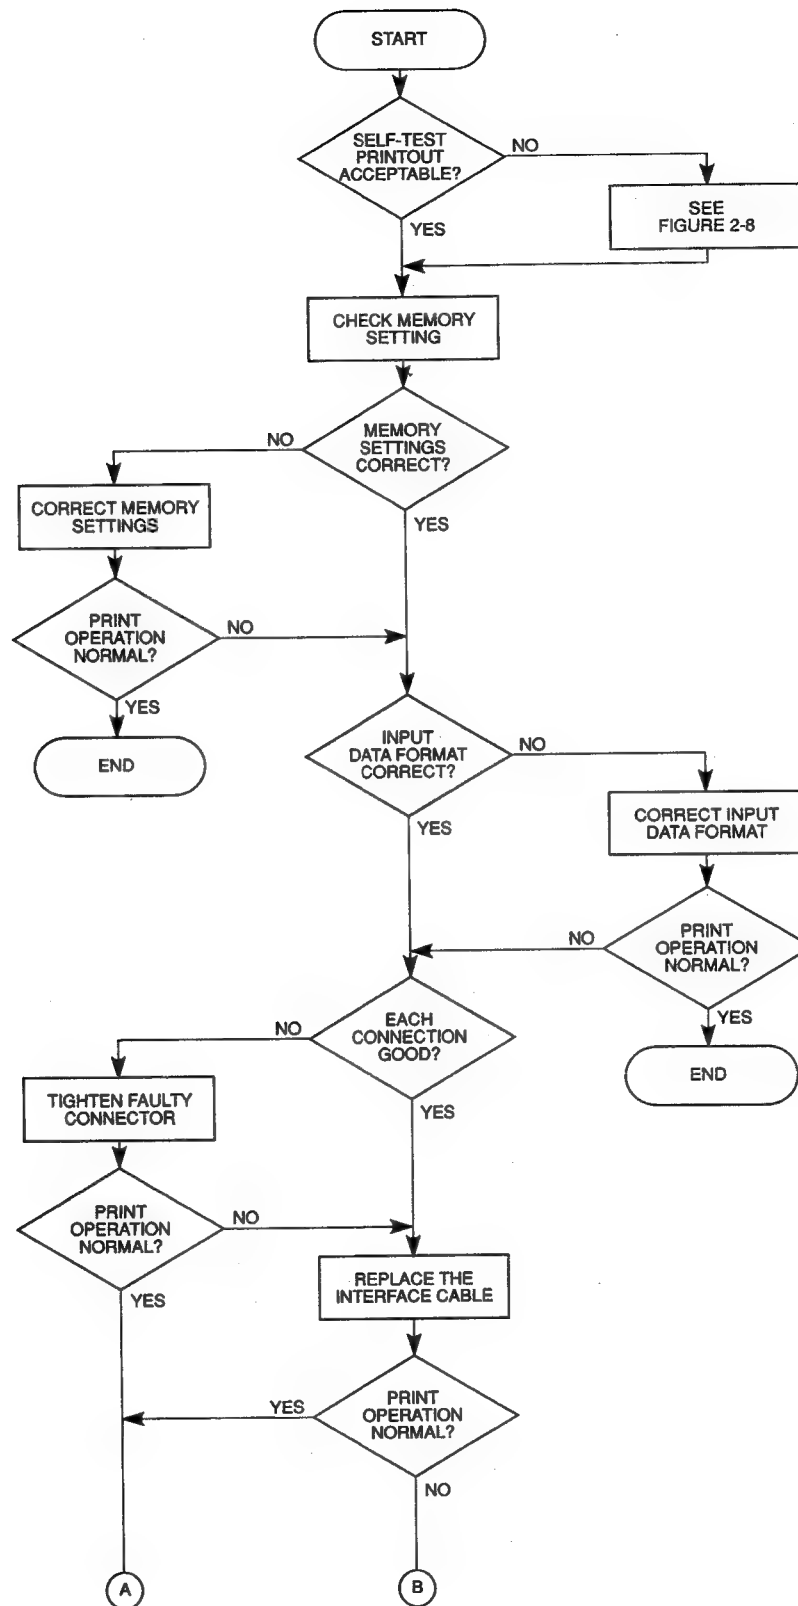 START
SELF-TEST
PRINTOUT
ACCEPTABLE?
NO
YES
SEE
FIGURE 2-8
CHECK MEMORY
SETTING
MEMORY
SETTINGS
CORRECT?
NO
YES
CORRECT MEMORY
SETTINGS
PRINT
OPERATION
NORMAL?
NO
YES
END
INPUT
DATA FORMAT
CORRECT?
NO
YES
CORRECT INPUT
DATA FORMAT
PRINT
OPERATION
NORMAL?
NO
YES
END
EACH
CONNECTION
GOOD?
NO
YES
TIGHTEN FAULTY
CONNECTOR
PRINT
OPERATION
NORMAL?
NO
YES
REPLACE THE
INTERFACE CABLE
PRINT
OPERATION
NORMAL?
YES
NO
A
B